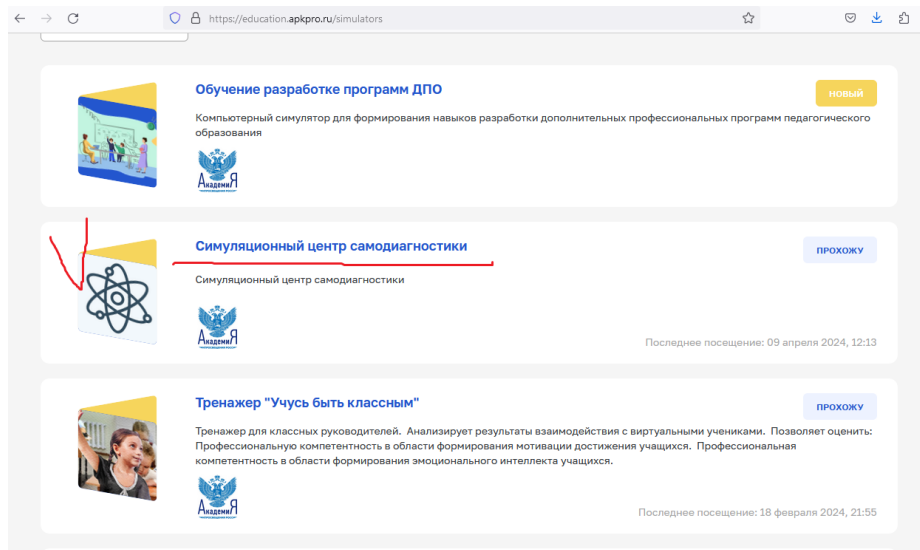 https://education.apkpro.ru/simulators
Обучение разработке программ ДПО
НОВЫЙ
Компьютерный симулятор для формирования навыков разработки дополнительных профессиональных программ педагогического
образования
АкадемиЯ
Симуляционный центр самодиагностики
ПРОХОЖУ
Симуляционный центр самодиагностики
АкадемиЯ
Последнее посещение: 09 апреля 2024, 12:13
Тренажер "Учусь быть классным"
ПРОХОЖУ
Тренажер для классных руководителей. Анализирует результаты взаимодействия с виртуальными учениками. Позволяет оценить:
Профессиональную компетентность в области формирования мотивации достижения учащихся. Профессиональная
компетентность в области формирования эмоционального интеллекта учащихся.
АкадемиЯ
Последнее посещение: 18 февраля 2024, 21:55